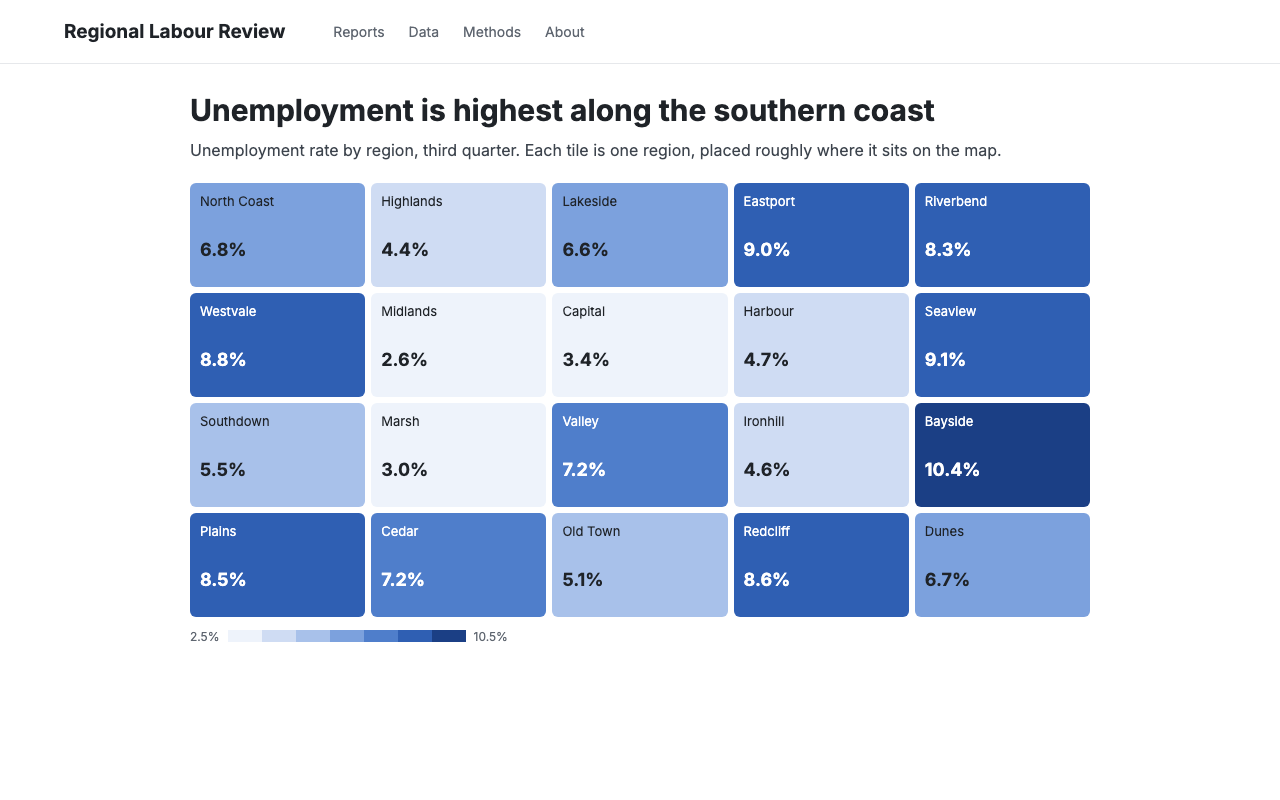 Regional Labour Review
Reports Data Methods About
Unemployment is highest along the southern coast
Unemployment rate by region, third quarter. Each tile is one region, placed roughly where it sits on the map.
North Coast Highlands Lakeside Eastport Riverbend
6.8% 4.4% 6.6% 9.0% 8.3%
Westvale Midlands Capital Harbour Seaview
8.8% 2.6% 3.4% 4.7% 9.1%
Southdown Marsh Valley Ironhill Bayside
5.5% 3.0% 7.2% 4.6% 10.4%
Plains Cedar Old Town Redcliff Dunes
8.5% 7.2% 5.1% 8.6% 6.7%
2.5% 10.5%